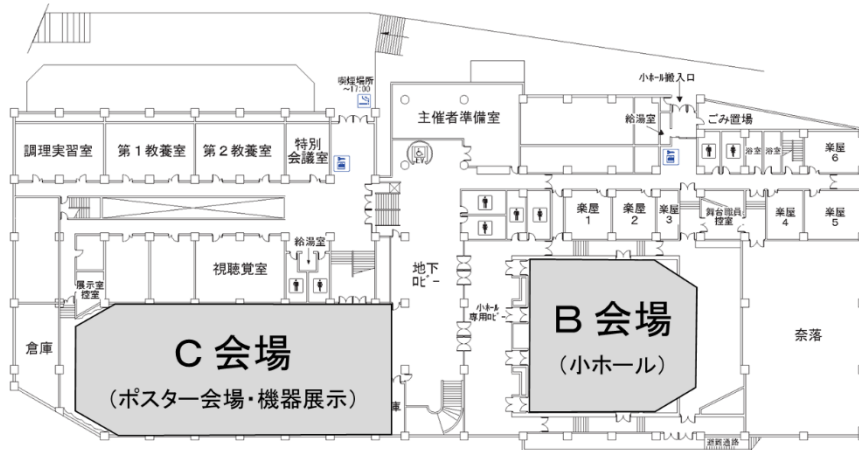 喫煙場所
～17:00
小ホール搬入口
主催者準備室
給湯室
ごみ置場
調理実習室
第1教養室
第2教養室
特別
会議室
浴室
浴室
楽屋
6
楽屋
1
楽屋
2
楽屋
3
舞台職員
控室
楽屋
4
楽屋
5
給湯室
視聴覚室
地下
ロビー
展示室
控室
小ホール
専用ロビー
倉庫
C 会場
(ポスター会場・機器展示)
庫
B 会場
(小ホール)
奈落
避難通路